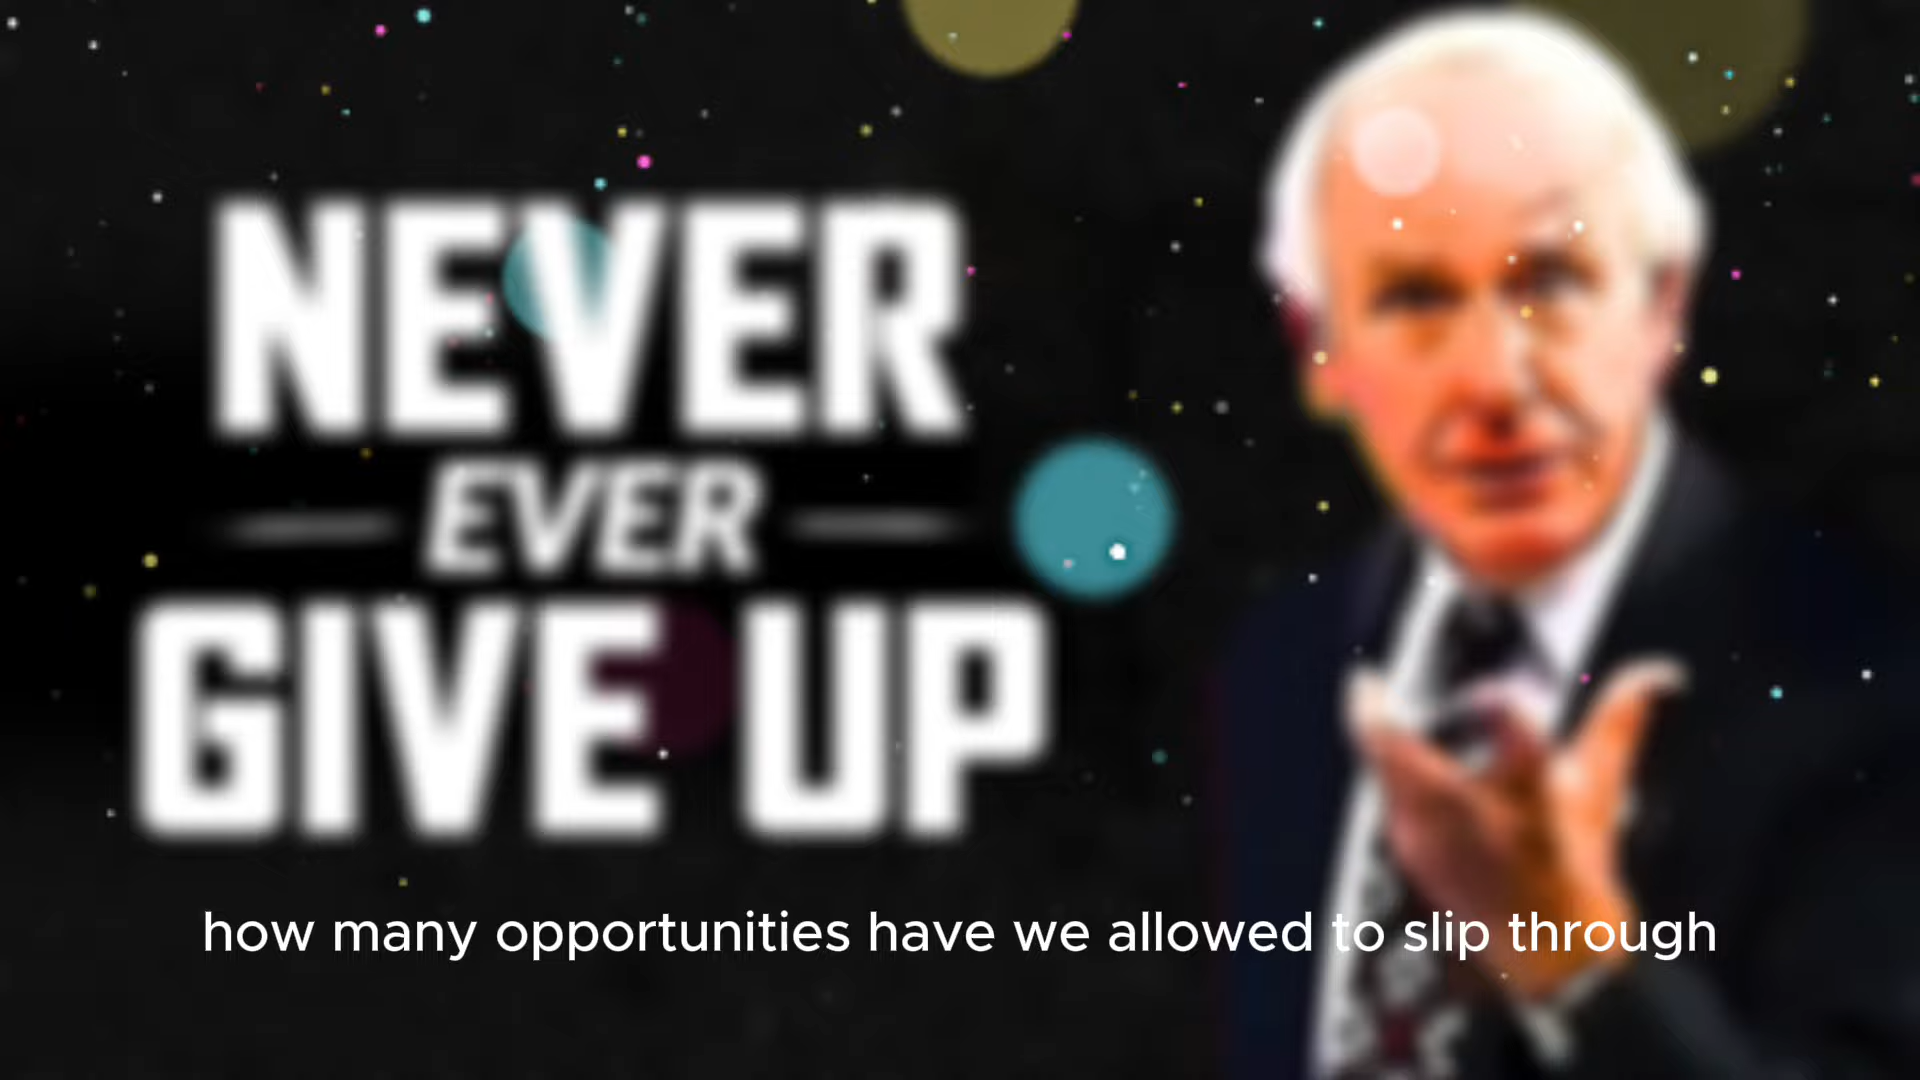 NEVER
EVER
GIVE UP
how many opportunities have we allowed to slip through